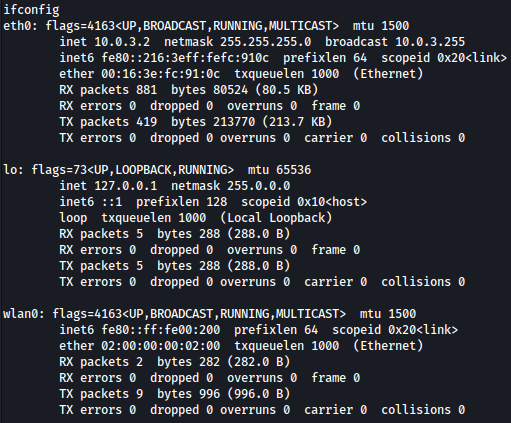 ifconfig
eth0: flags=4163<UP,BROADCAST,RUNNING,MULTICAST>  mtu 1500
        inet 10.0.3.2  netmask 255.255.255.0  broadcast 10.0.3.255
        inet6 fe80::216:3eff:fefc:910c  prefixlen 64  scopeid 0x20<link>
        ether 00:16:3e:fc:91:0c  txqueuelen 1000  (Ethernet)
        RX packets 881  bytes 80524 (80.5 KB)
        RX errors 0  dropped 0  overruns 0  frame 0
        TX packets 419  bytes 213770 (213.7 KB)
        TX errors 0  dropped 0 overruns 0  carrier 0  collisions 0

lo: flags=73<UP,LOOPBACK,RUNNING>  mtu 65536
        inet 127.0.0.1  netmask 255.0.0.0
        inet6 ::1  prefixlen 128  scopeid 0x10<host>
        loop  txqueuelen 1000  (Local Loopback)
        RX packets 5  bytes 288 (288.0 B)
        RX errors 0  dropped 0  overruns 0  frame 0
        TX packets 5  bytes 288 (288.0 B)
        TX errors 0  dropped 0 overruns 0  carrier 0  collisions 0

wlan0: flags=4163<UP,BROADCAST,RUNNING,MULTICAST>  mtu 1500
        inet6 fe80::ff:fe00:200  prefixlen 64  scopeid 0x20<link>
        ether 02:00:00:00:02:00  txqueuelen 1000  (Ethernet)
        RX packets 2  bytes 282 (282.0 B)
        RX errors 0  dropped 0  overruns 0  frame 0
        TX packets 9  bytes 996 (996.0 B)
        TX errors 0  dropped 0 overruns 0  carrier 0  collisions 0